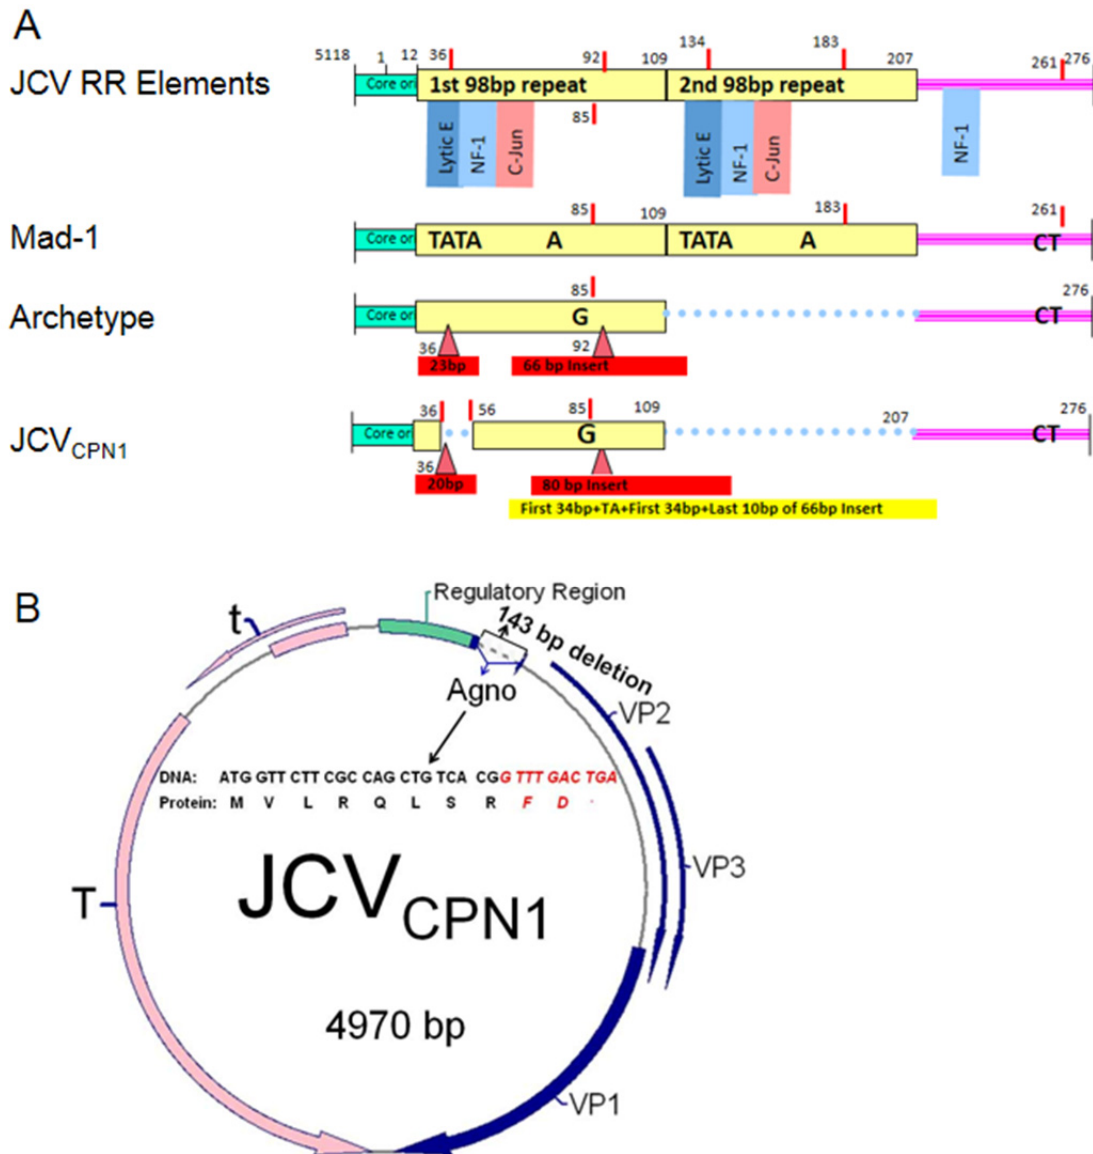 A
JCV RR Elements
5118 1 12 36 92 109 134 183 207 261 276
Core ori 1st 98bp repeat 2nd 98bp repeat
85
Lytic E NF-1 C-Jun Lytic E NF-1 C-Jun NF-1
Mad-1
85 109 183 261
Core ori TATA A TATA A CT
Archetype
85 276
Core ori G CT
36 92
23bp 66 bp Insert
JCVCPN1
36 56 85 109 207 276
Core ori G CT
36
20bp 80 bp Insert
First 34bp+TA+First 34bp+Last 10bp of 66bp Insert
B
Regulatory Region
t
143 bp deletion
Agno
VP2
DNA: ATG GTT CTT CGC CAG CTG TCA CGG TTT GAC TGA
Protein: M V L R Q L S R F D ·
JCVCPN1
VP3
T
4970 bp
VP1